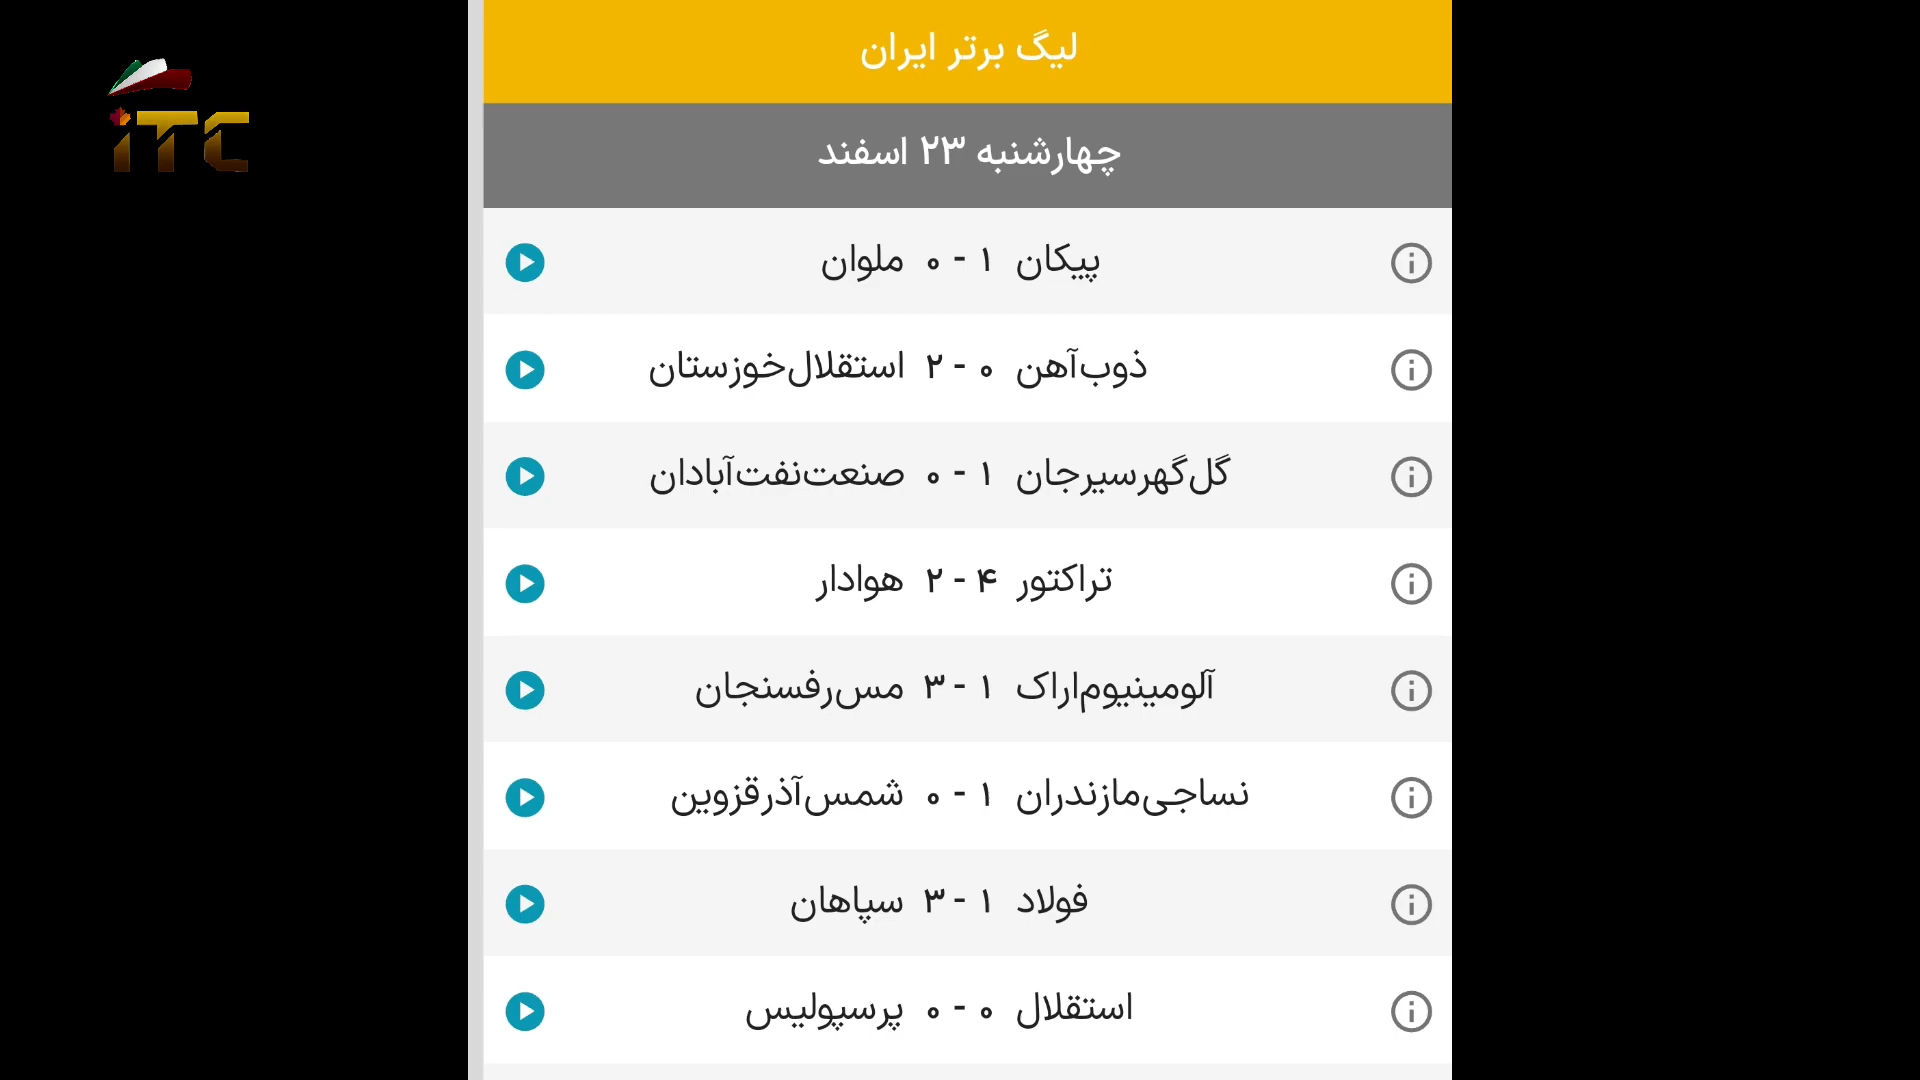 iTC
لیگ برتر ایران
چهارشنبه ۲۳ اسفند
پیکان ۱ - ۰ ملوان
ذوب‌آهن ۰ - ۲ استقلال‌خوزستان
گل‌گهرسیرجان ۱ - ۰ صنعت‌نفت‌آبادان
تراکتور ۴ - ۲ هوادار
آلومینیوم‌اراک ۱ - ۳ مس‌رفسنجان
نساجی‌مازندران ۱ - ۰ شمس‌آذرقزوین
فولاد ۱ - ۳ سپاهان
استقلال ۰ - ۰ پرسپولیس